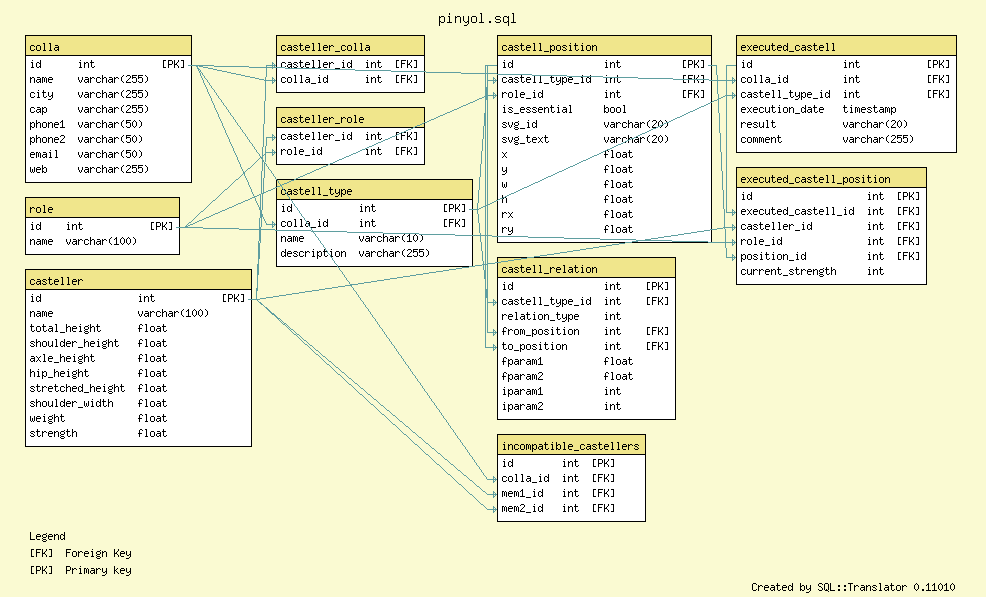 pinyol.sql
colla
id int [PK]
name varchar(255)
city varchar(255)
cap varchar(255)
phone1 varchar(50)
phone2 varchar(50)
email varchar(50)
web varchar(255)
role
id int [PK]
name varchar(100)
casteller
id int [PK]
name varchar(100)
total_height float
shoulder_height float
axle_height float
hip_height float
stretched_height float
shoulder_width float
weight float
strength float
casteller_colla
casteller_id int [FK]
colla_id int [FK]
casteller_role
casteller_id int [FK]
role_id int [FK]
castell_type
id int [PK]
colla_id int [FK]
name varchar(10)
description varchar(255)
castell_position
id int [PK]
castell_type_id int [FK]
role_id int [FK]
is_essential bool
svg_id varchar(20)
svg_text varchar(20)
x float
y float
w float
h float
rx float
ry float
castell_relation
id int [PK]
castell_type_id int [FK]
relation_type int
from_position int [FK]
to_position int [FK]
fparam1 float
fparam2 float
iparam1 int
iparam2 int
incompatible_castellers
id int [PK]
colla_id int [FK]
mem1_id int [FK]
mem2_id int [FK]
executed_castell
id int [PK]
colla_id int [FK]
castell_type_id int [FK]
execution_date timestamp
result varchar(20)
comment varchar(255)
executed_castell_position
id int [PK]
executed_castell_id int [FK]
casteller_id int [FK]
role_id int [FK]
position_id int [FK]
current_strength int
Legend
[FK] Foreign Key
[PK] Primary key
Created by SQL::Translator 0.11010